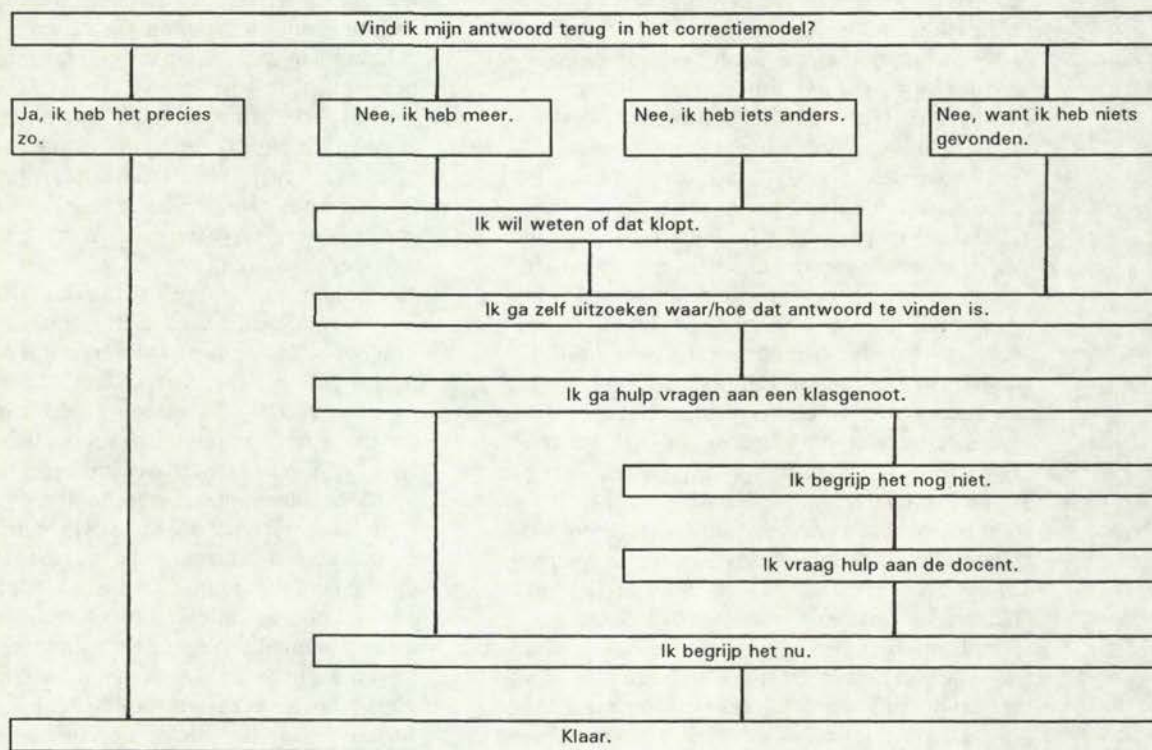 Vind ik mijn antwoord terug in het correctiemodel?
Ja, ik heb het precies
zo.
Nee, ik heb meer.
Nee, ik heb iets anders.
Nee, want ik heb niets
gevonden.
Ik wil weten of dat klopt.
Ik ga zelf uitzoeken waar/hoe dat antwoord te vinden is.
Ik ga hulp vragen aan een klasgenoot.
Ik begrijp het nog niet.
Ik vraag hulp aan de docent.
Ik begrijp het nu.
Klaar.